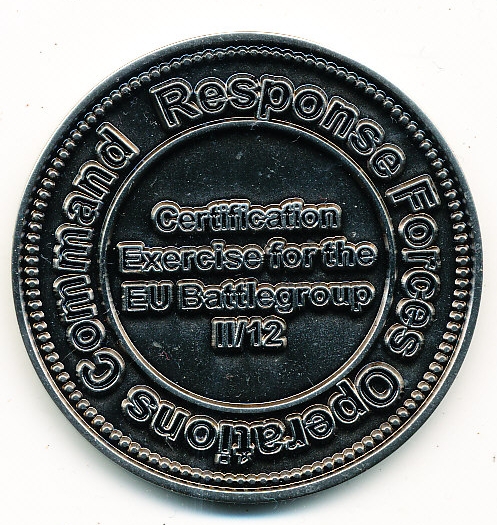 Response Forces Operations Command
Certification
Exercise for the
EU Battlegroup
II/12